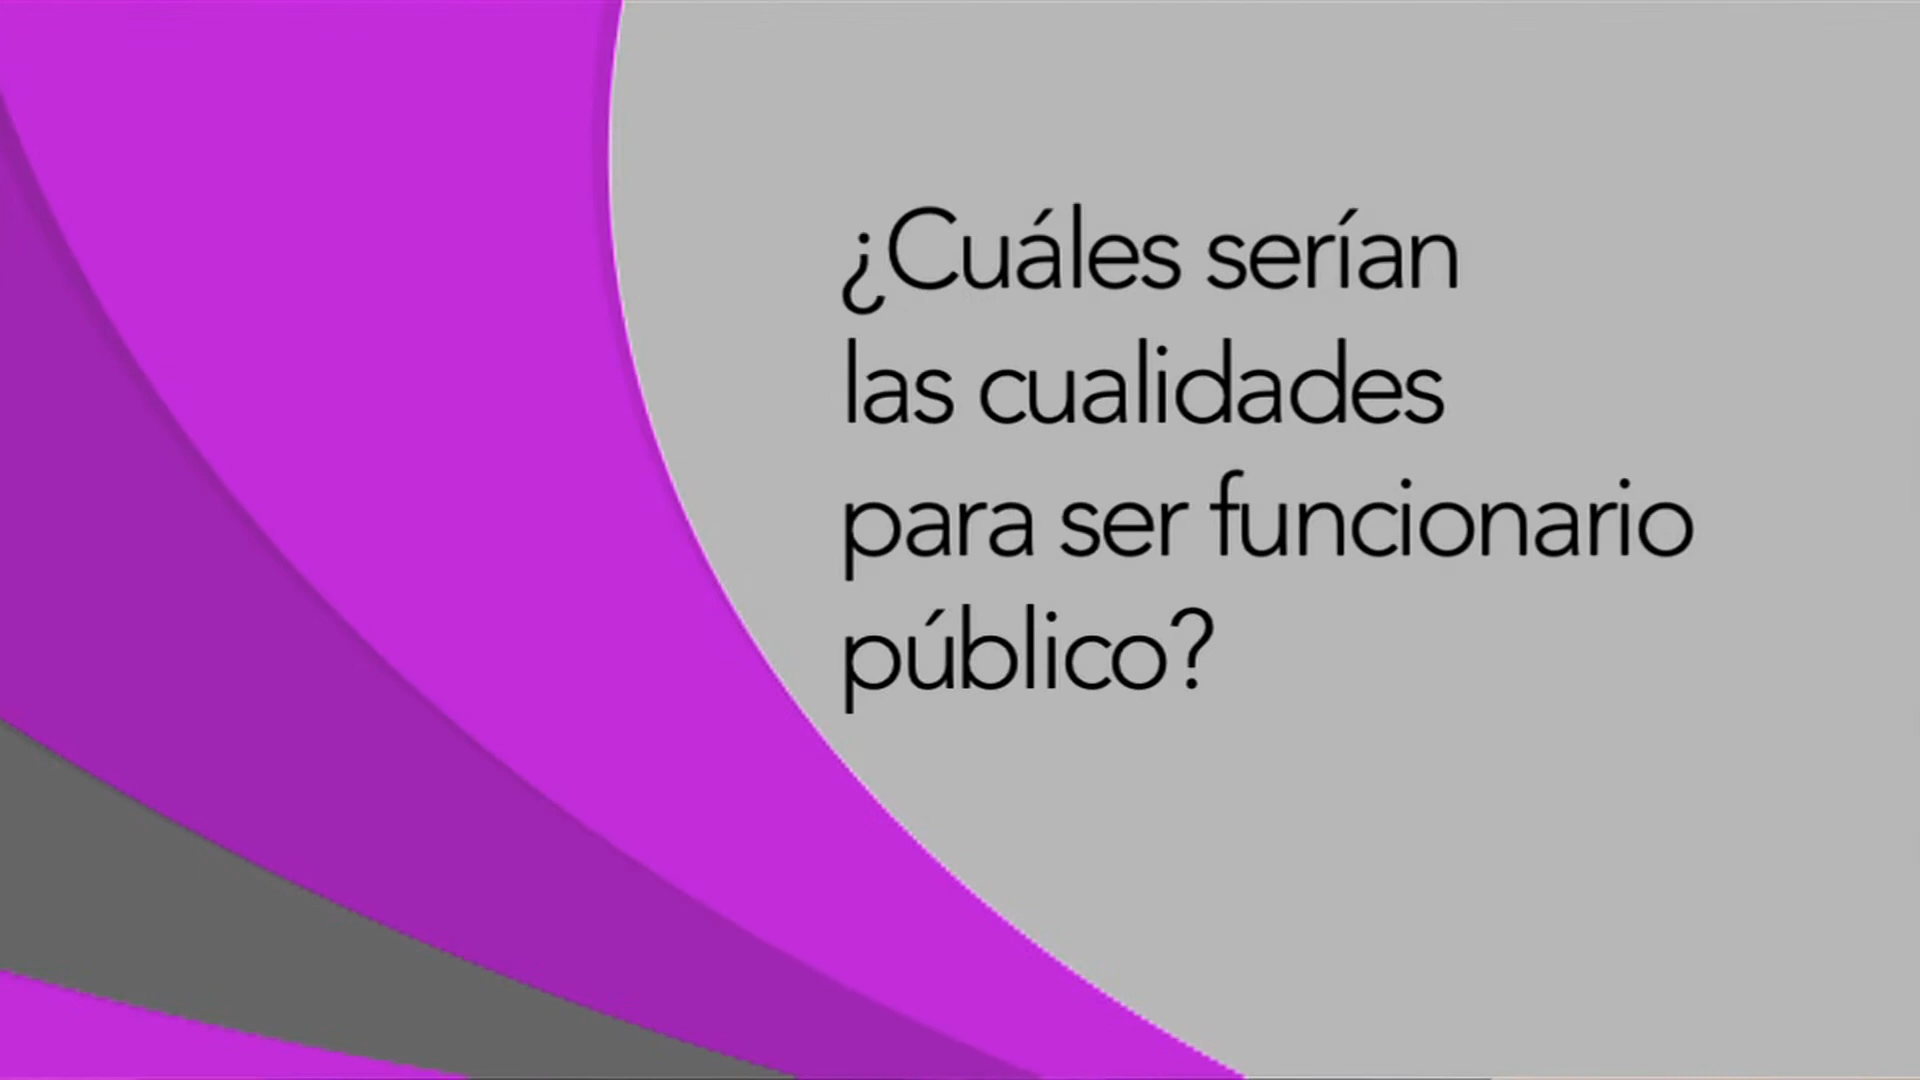 ¿Cuáles serían
las cualidades
para ser funcionario
público?